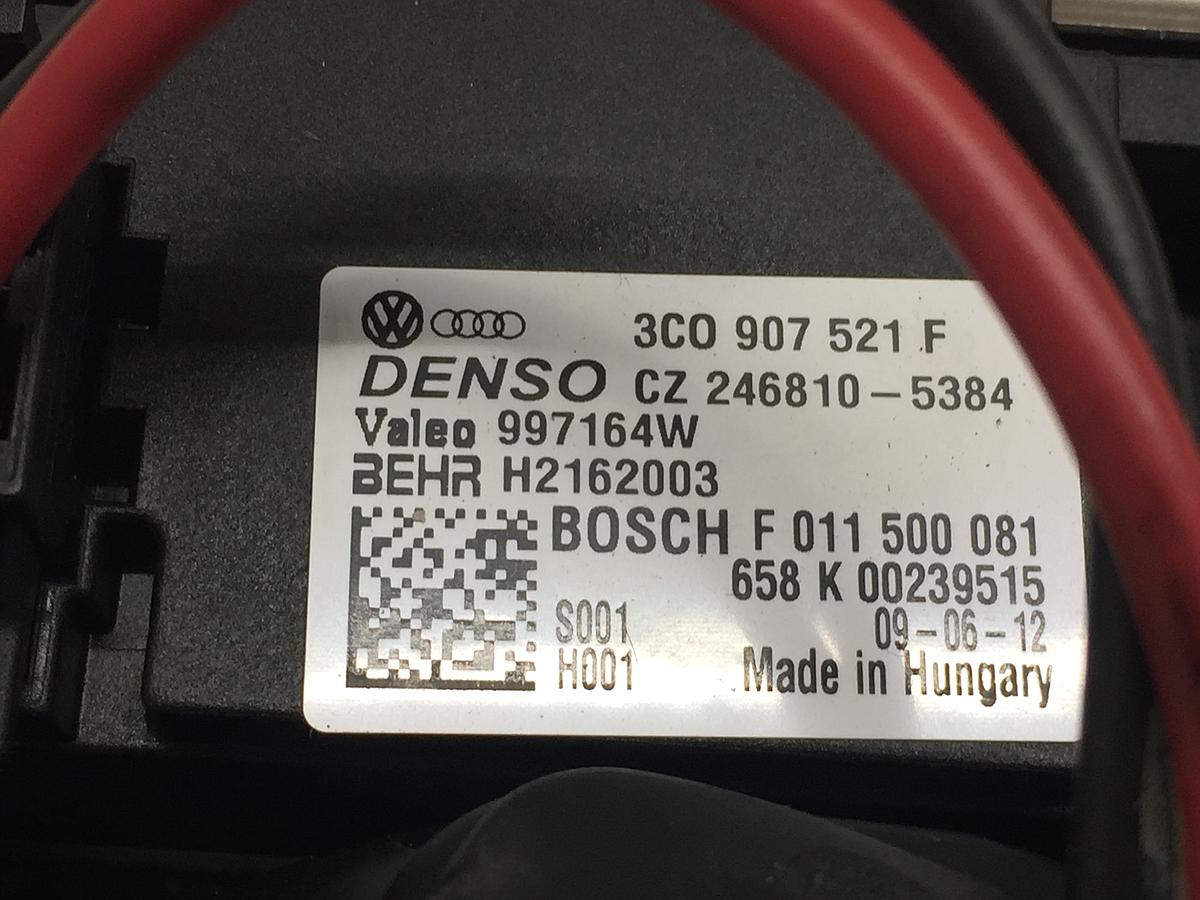 3C0 907 521 F
DENSO CZ 246810-5384
Valeo 997164W
BEHR H2162003
BOSCH F 011 500 081
658 K 00239515
S001 09-06-12
H001 Made in Hungary